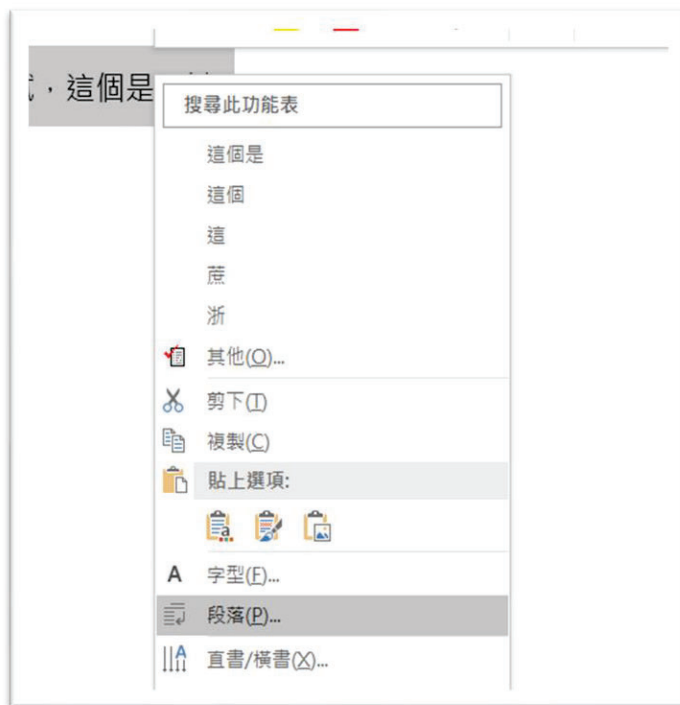 ，這個是
搜尋此功能表
這個是
這個
這
蔗
浙
其他(O)...
剪下(T)
複製(C)
貼上選項:
字型(F)...
段落(P)...
直書/橫書(X)...